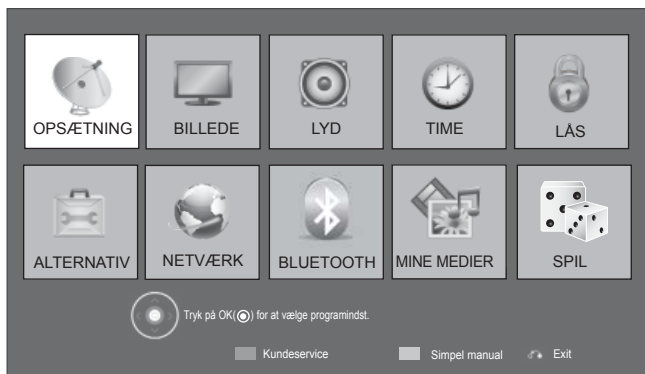 OPSÆTNING BILLEDE LYD TIME LÅS
ALTERNATIV NETVÆRK BLUETOOTH MINE MEDIER SPIL
Tryk på OK(◉) for at vælge programindst.
Kundeservice Simpel manual Exit